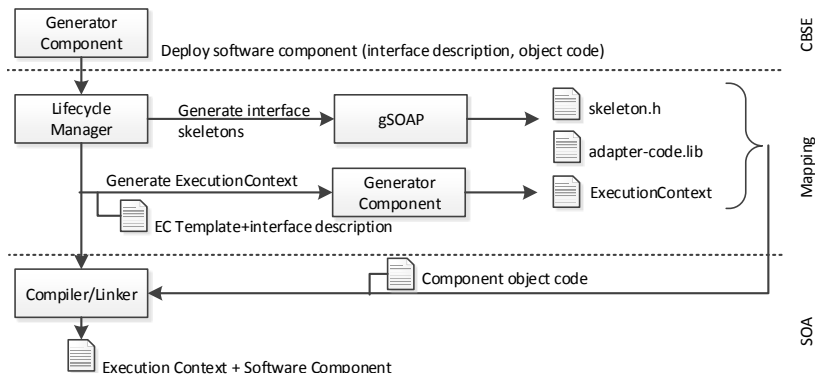 Generator
Component
Deploy software component (interface description, object code)
CBSE
Lifecycle
Manager
Generate interface
skeletons
gSOAP
skeleton.h
adapter-code.lib
Mapping
Generate ExecutionContext
Generator
Component
ExecutionContext
EC Template+interface description
Component object code
Compiler/Linker
SOA
Execution Context + Software Component